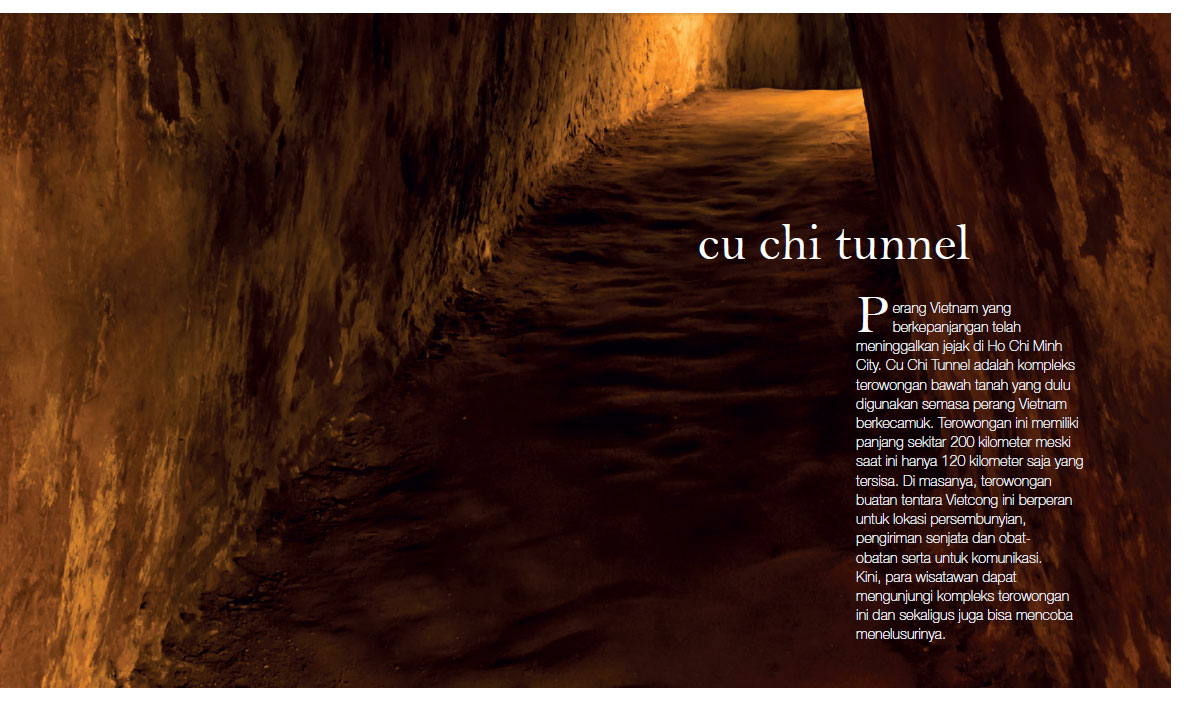 cu chi tunnel
Perang Vietnam yang
berkepanjangan telah
meninggalkan jejak di Ho Chi Minh
City. Cu Chi Tunnel adalah kompleks
terowongan bawah tanah yang dulu
digunakan semasa perang Vietnam
berkecamuk. Terowongan ini memiliki
panjang sekitar 200 kilometer meski
saat ini hanya 120 kilometer saja yang
tersisa. Di masanya, terowongan
buatan tentara Vietcong ini berperan
untuk lokasi persembunyian,
pengiriman senjata dan obat-
obatan serta untuk komunikasi.
Kini, para wisatawan dapat
mengunjungi kompleks terowongan
ini dan sekaligus juga bisa mencoba
menelusurinya.